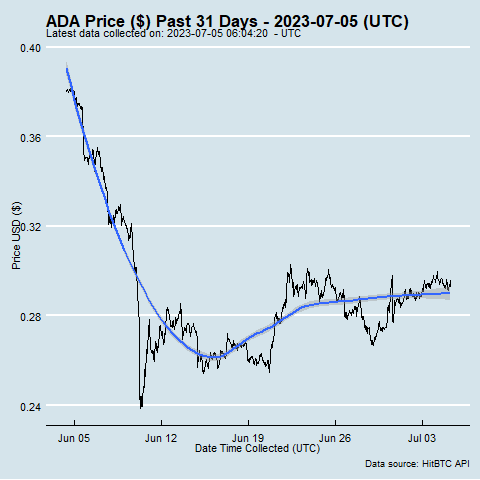 ADA Price ($) Past 31 Days - 2023-07-05 (UTC)
Latest data collected on: 2023-07-05 06:04:20 - UTC
0.40
0.36
0.32
0.28
0.24
Price USD ($)
Jun 05
Jun 12
Jun 19
Jun 26
Jul 03
Date Time Collected (UTC)
Data source: HitBTC API